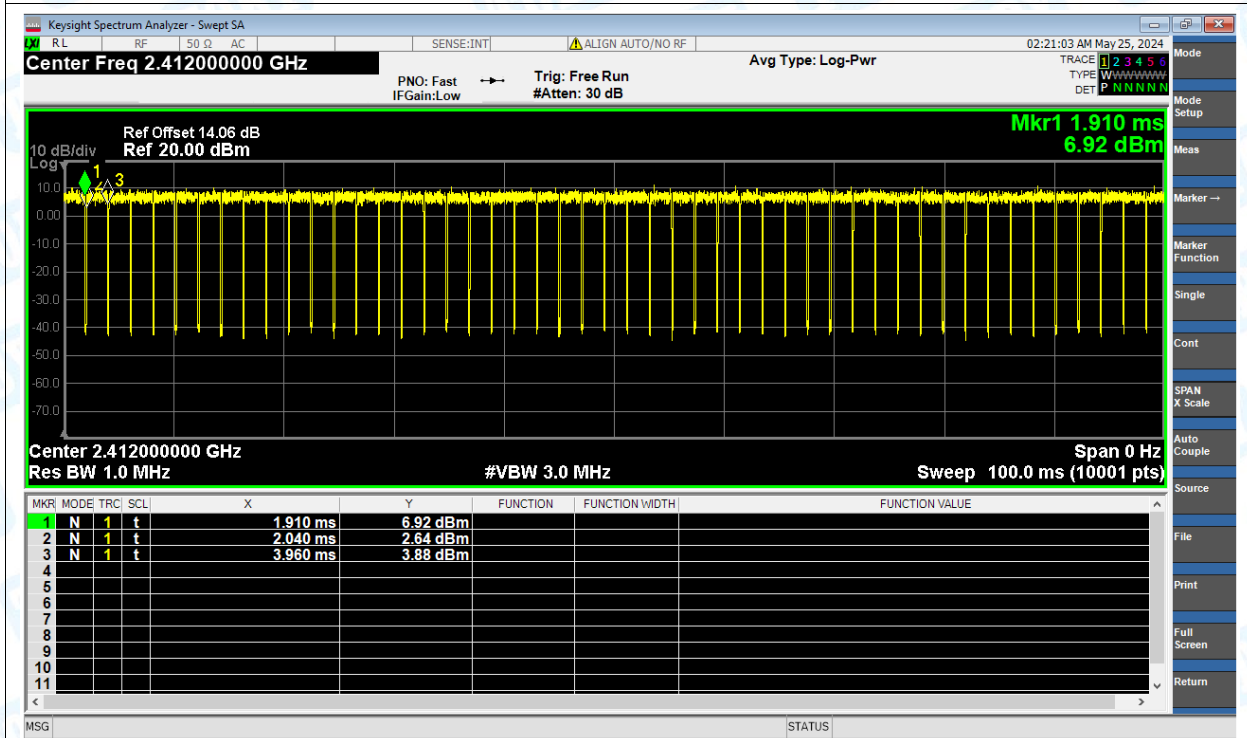 Keysight Spectrum Analyzer - Swept SA
LXI RL RF 50 Ω AC SENSE:INT ALIGN AUTO/NO RF 02:21:03 AM May 25, 2024
Center Freq 2.412000000 GHz
PNO: Fast
IFGain:Low
Trig: Free Run
#Atten: 30 dB
Avg Type: Log-Pwr
TRACE 1 2 3 4 5 6
TYPE WWWWWW
DET P N N N N N
Ref Offset 14.06 dB
Ref 20.00 dBm
10 dB/div
Log
Mkr1 1.910 ms
6.92 dBm
1
2
3
10.0
0.00
-10.0
-20.0
-30.0
-40.0
-50.0
-60.0
-70.0
Center 2.412000000 GHz
Span 0 Hz
Res BW 1.0 MHz
#VBW 3.0 MHz
Sweep 100.0 ms (10001 pts)
MKR MODE TRC SCL X Y FUNCTION FUNCTION WIDTH FUNCTION VALUE
1 N 1 t 1.910 ms 6.92 dBm
2 N 1 t 2.040 ms 2.64 dBm
3 N 1 t 3.960 ms 3.88 dBm
4
5
6
7
8
9
10
11
MSG
STATUS
Mode
Mode
Setup
Meas
Marker→
Marker
Function
Single
Cont
SPAN
X Scale
Auto
Couple
Source
File
Print
Full
Screen
Return